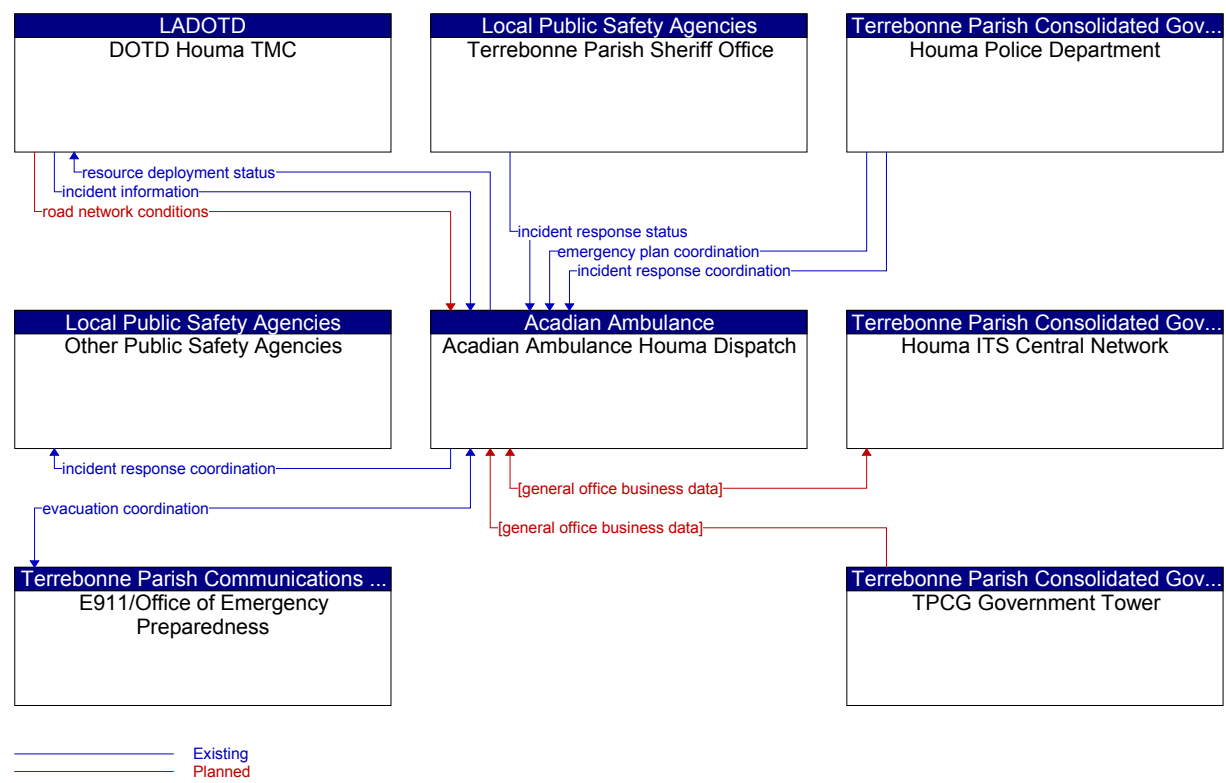 LADOTD
DOTD Houma TMC
Local Public Safety Agencies
Terrebonne Parish Sheriff Office
Terrebonne Parish Consolidated Gov...
Houma Police Department
resource deployment status
incident information
road network conditions
incident response status
emergency plan coordination
incident response coordination
Local Public Safety Agencies
Other Public Safety Agencies
Acadian Ambulance
Acadian Ambulance Houma Dispatch
Terrebonne Parish Consolidated Gov...
Houma ITS Central Network
incident response coordination
[general office business data]
evacuation coordination
[general office business data]
Terrebonne Parish Communications ...
E911/Office of Emergency
Preparedness
Terrebonne Parish Consolidated Gov...
TPCG Government Tower
Existing
Planned